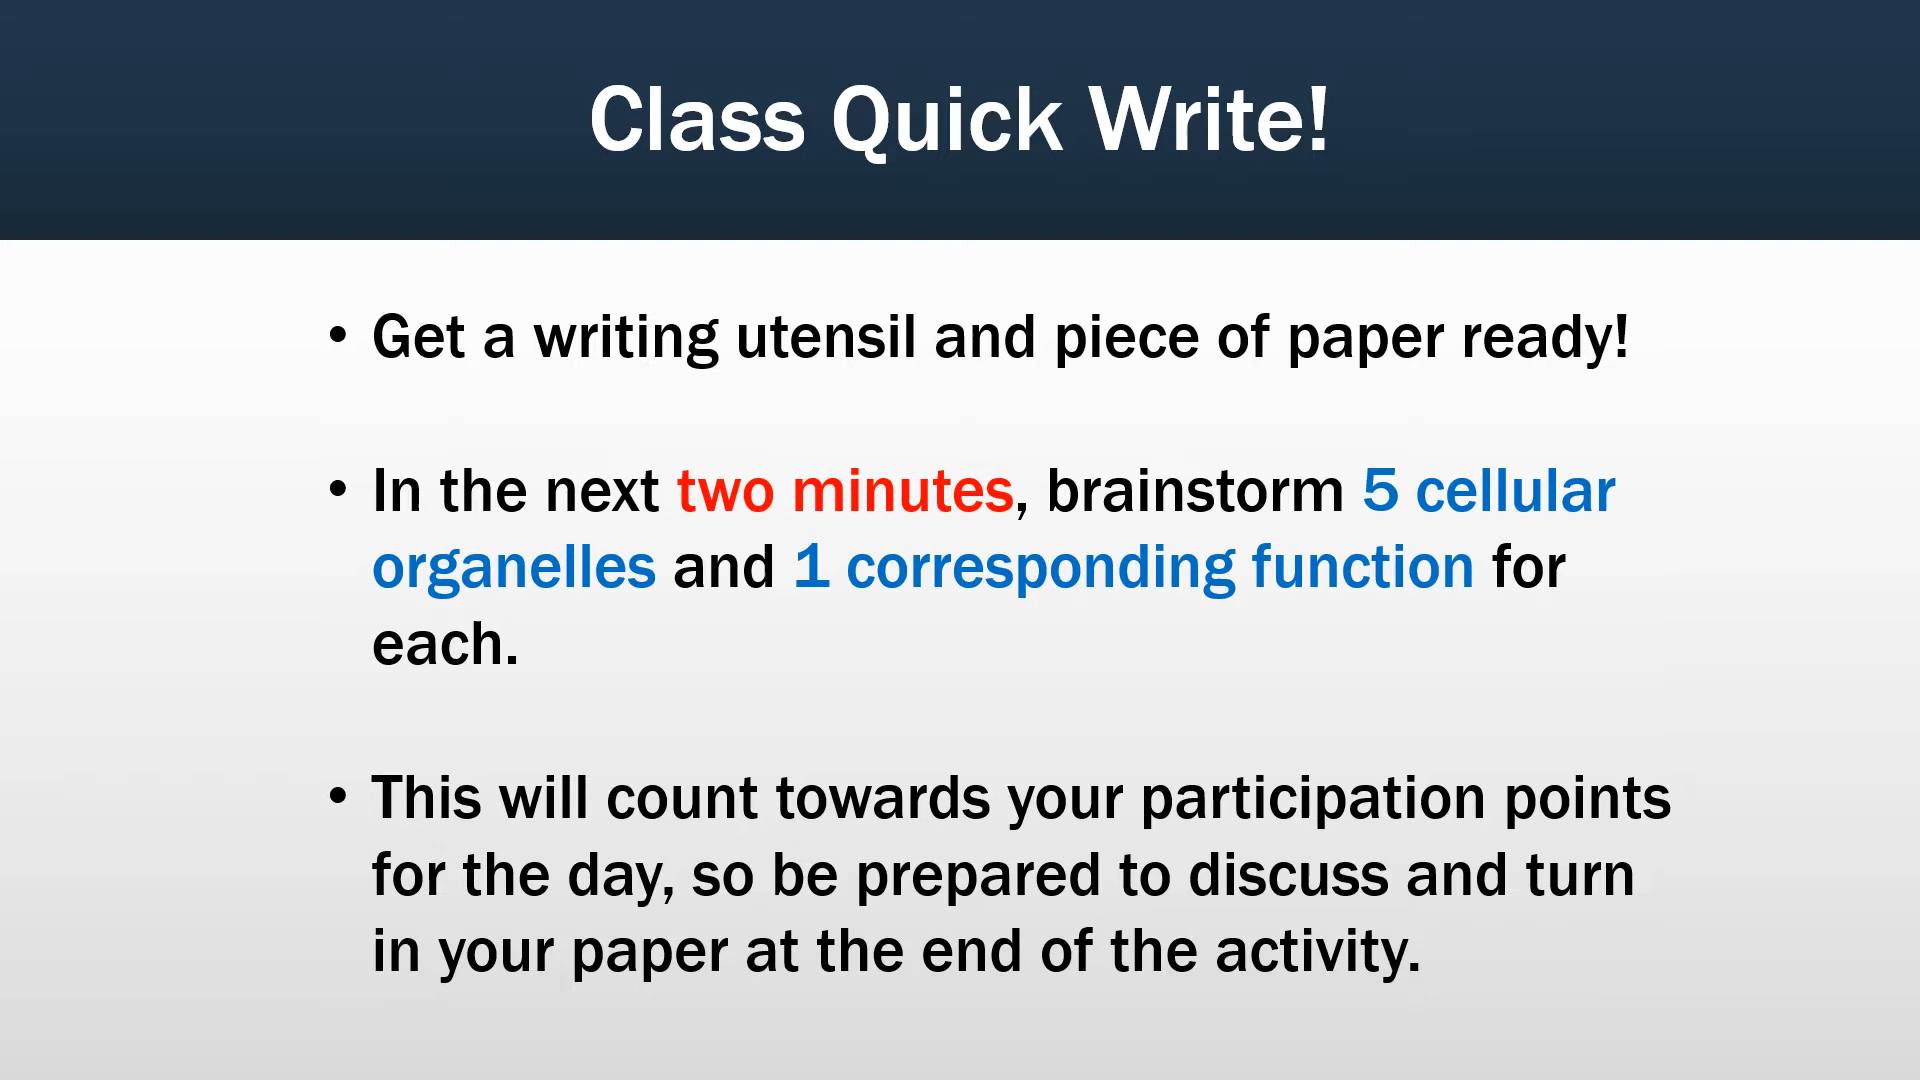 Class Quick Write!
• Get a writing utensil and piece of paper ready!
• In the next two minutes, brainstorm 5 cellular
organelles and 1 corresponding function for
each.
• This will count towards your participation points
for the day, so be prepared to discuss and turn
in your paper at the end of the activity.